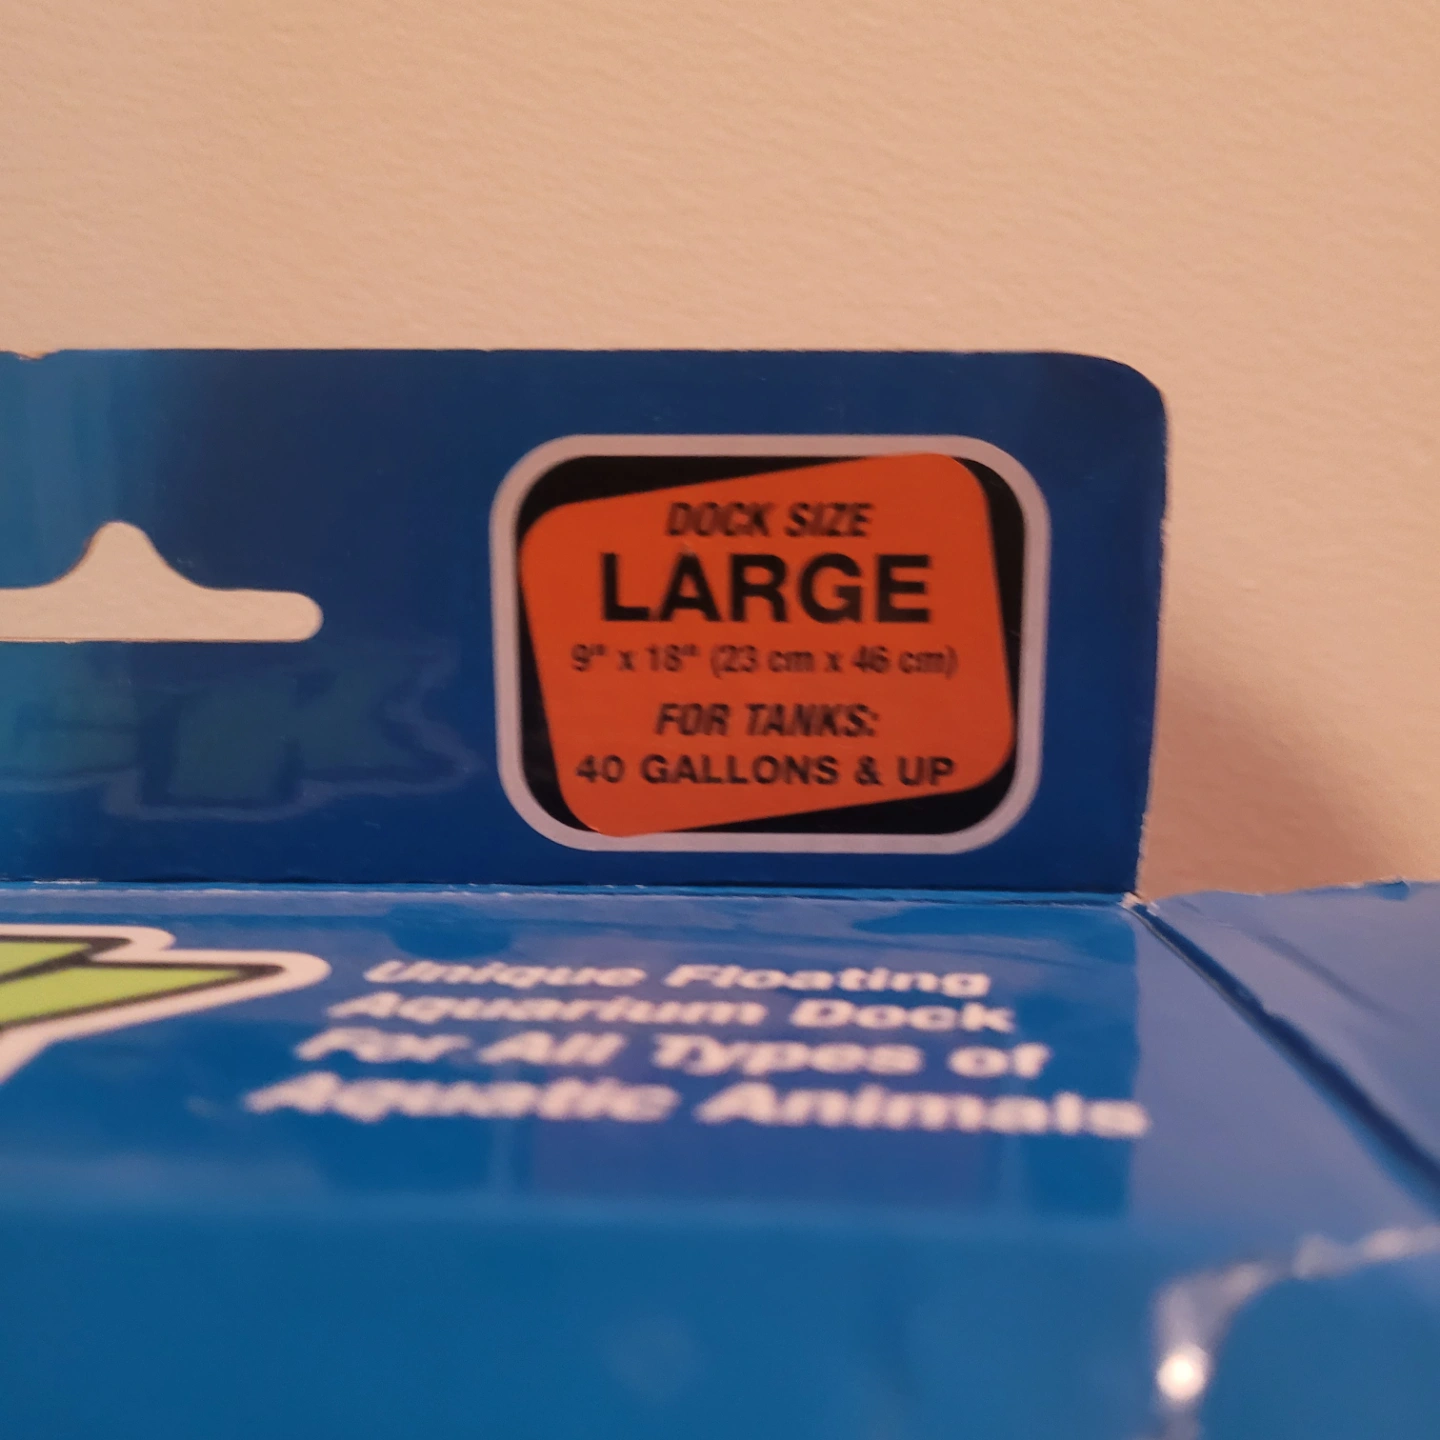 DOCK SIZE
LARGE
9" x 18" (23 cm x 46 cm)
FOR TANKS:
40 GALLONS & UP
Unique Floating
Aquarium Dock
For All Types of
Aquatic Animals